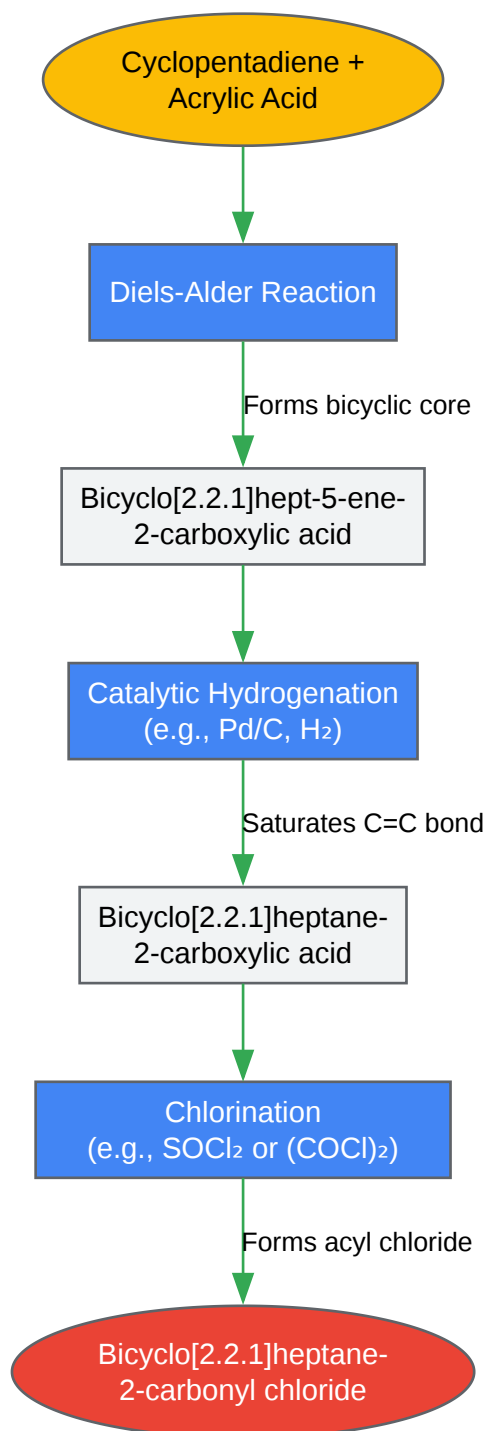 Cyclopentadiene +
Acrylic Acid
Diels-Alder Reaction
Forms bicyclic core
Bicyclo[2.2.1]hept-5-ene-
2-carboxylic acid
Catalytic Hydrogenation
(e.g., Pd/C, H₂)
Saturates C=C bond
Bicyclo[2.2.1]heptane-
2-carboxylic acid
Chlorination
(e.g., SOCl₂ or (COCl)₂)
Forms acyl chloride
Bicyclo[2.2.1]heptane-
2-carbonyl chloride